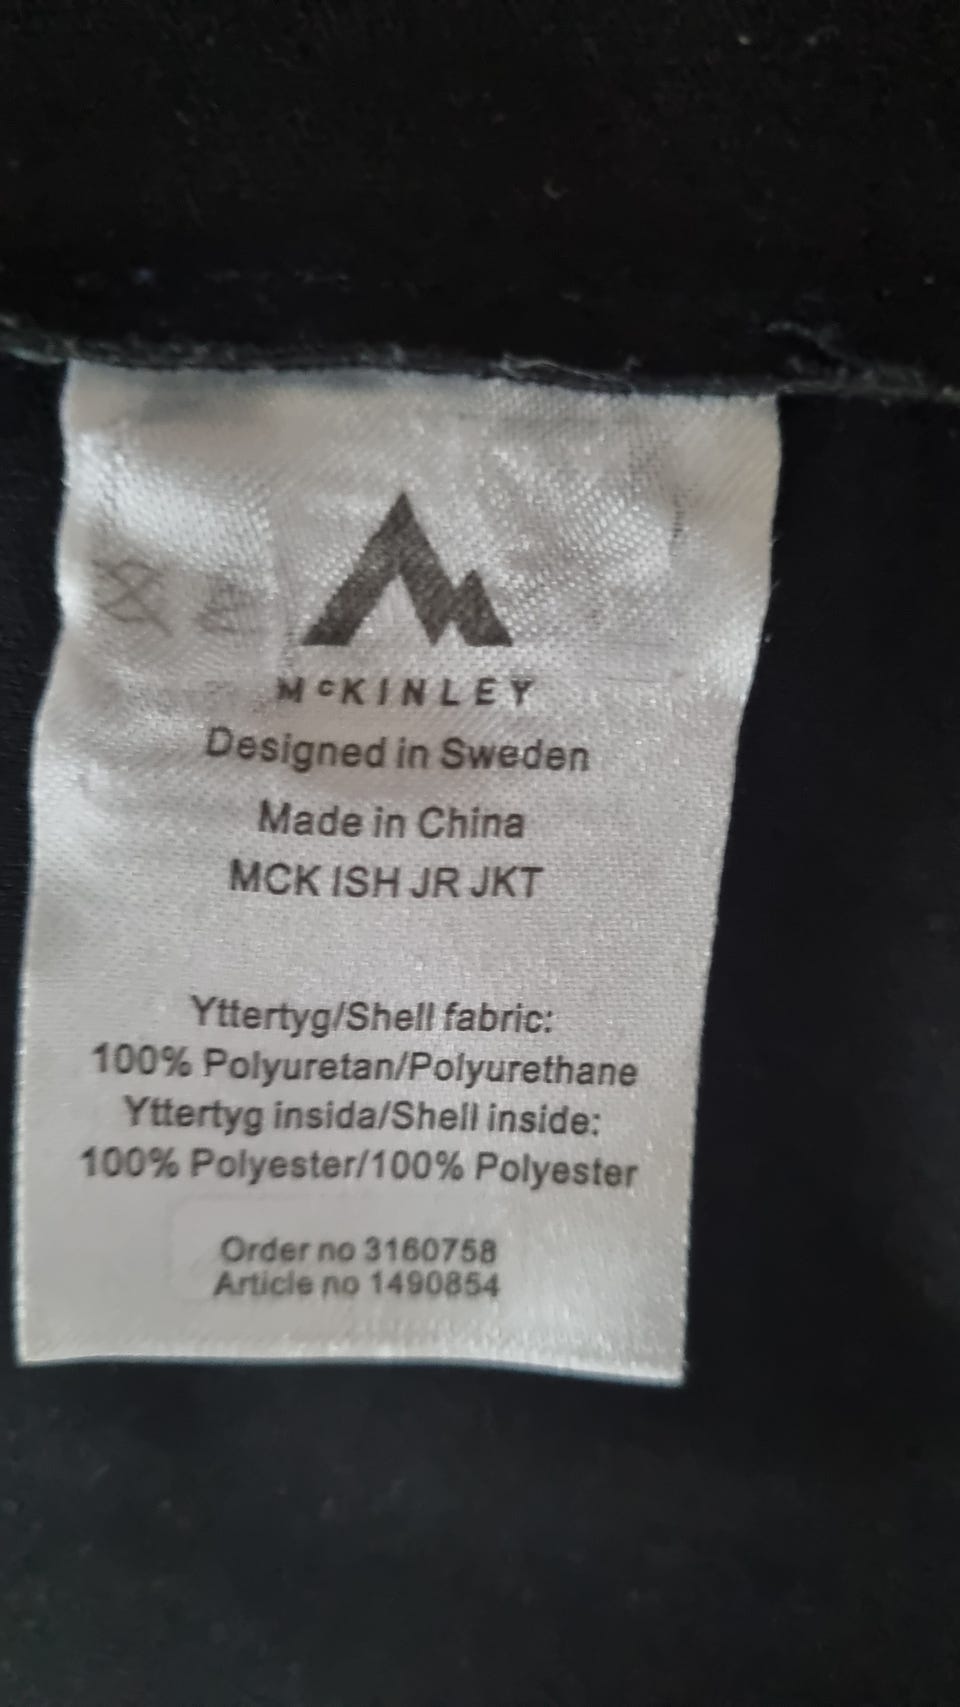 McKINLEY
Designed in Sweden
Made in China
MCK ISH JR JKT
Yttertyg/Shell fabric:
100% Polyuretan/Polyurethane
Yttertyg insida/Shell inside:
100% Polyester/100% Polyester
Order no 3160758
Article no 1490854